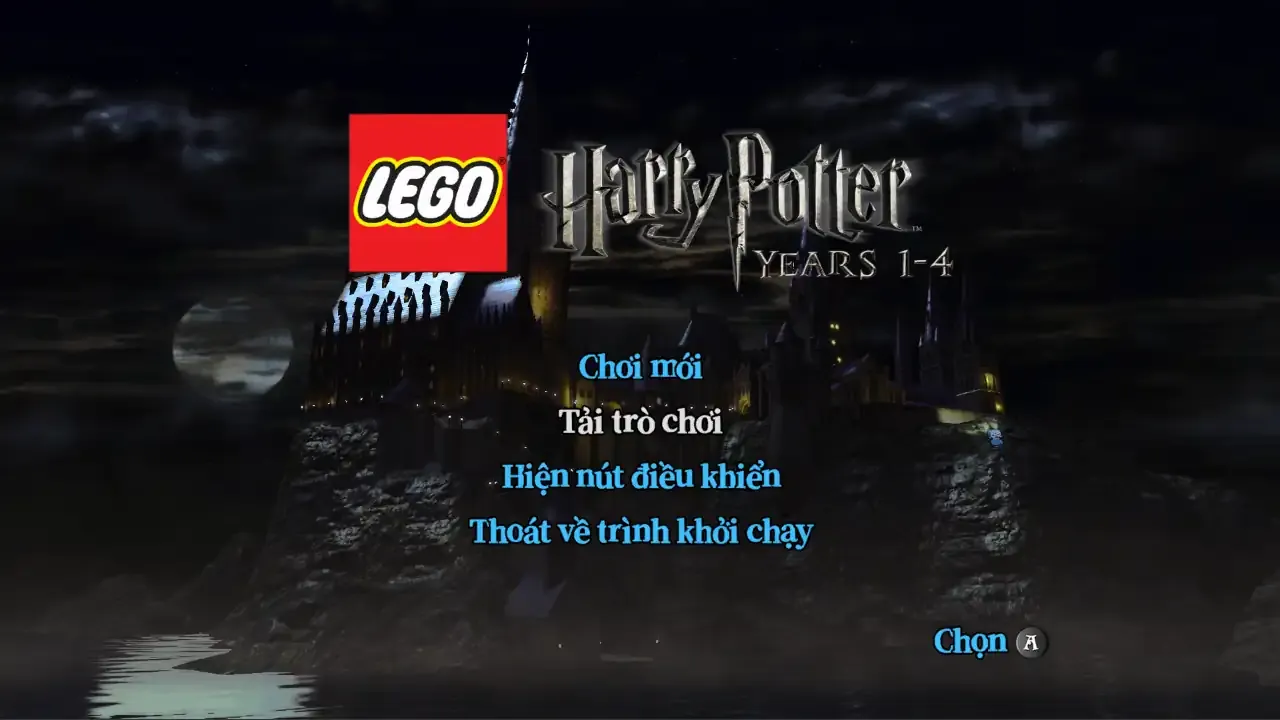 LEGO®
Harry Potter™
YEARS 1-4
Chơi mới
Tải trò chơi
Hiện nút điều khiển
Thoát về trình khởi chạy
Chọn A